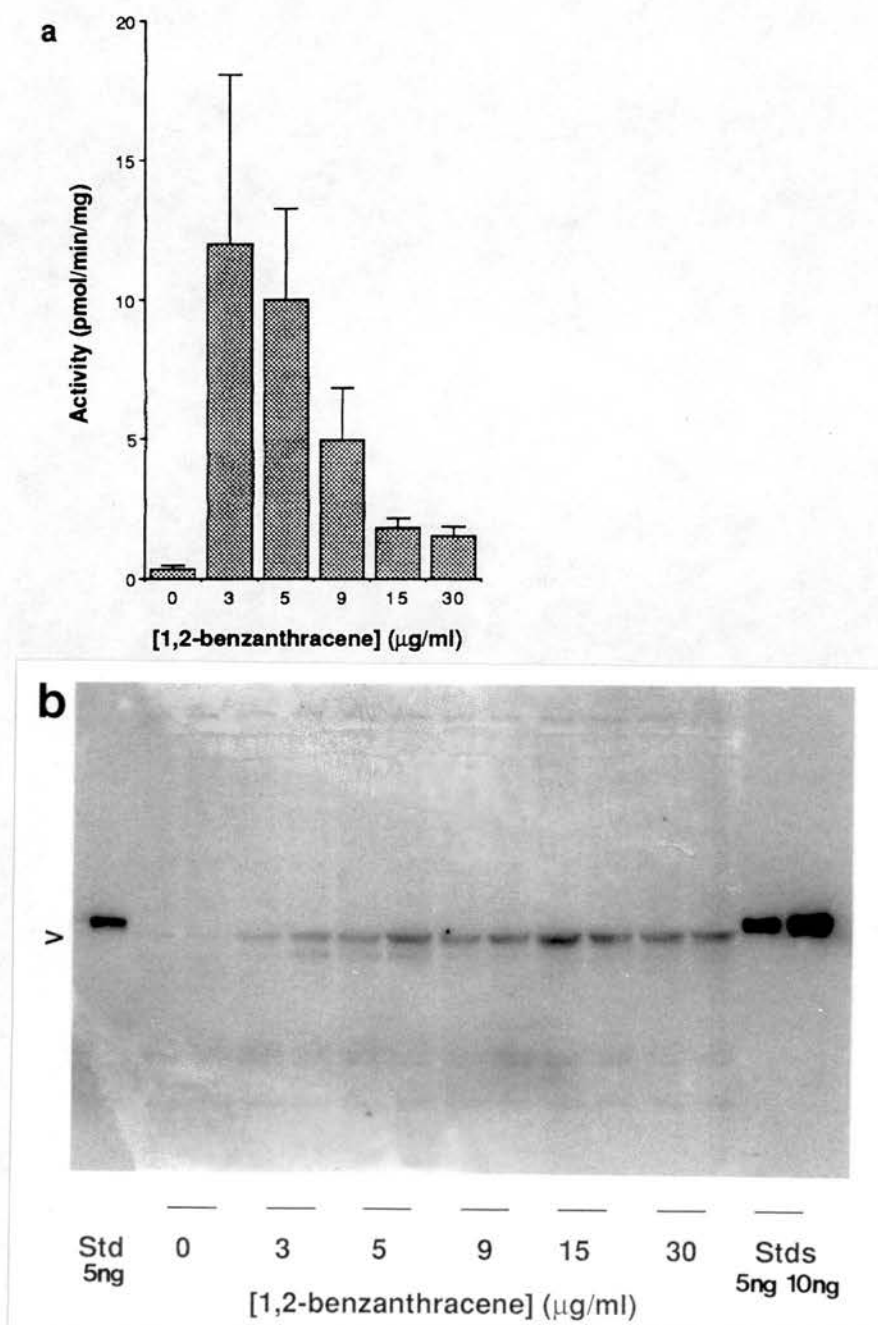 a
20
15
10
5
0
Activity (pmol/min/mg)
0 3 5 9 15 30
[1,2-benzanthracene] (μg/ml)
b
>
Std 0 3 5 9 15 30 Stds
5ng 5ng 10ng
[1,2-benzanthracene] (μg/ml)